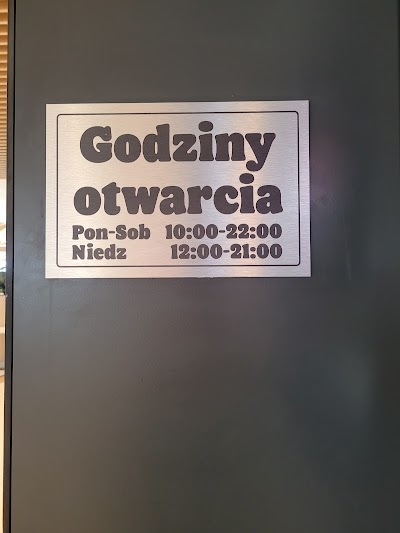 Godziny
otwarcia
Pon-Sob 10:00-22:00
Niedz 12:00-21:00